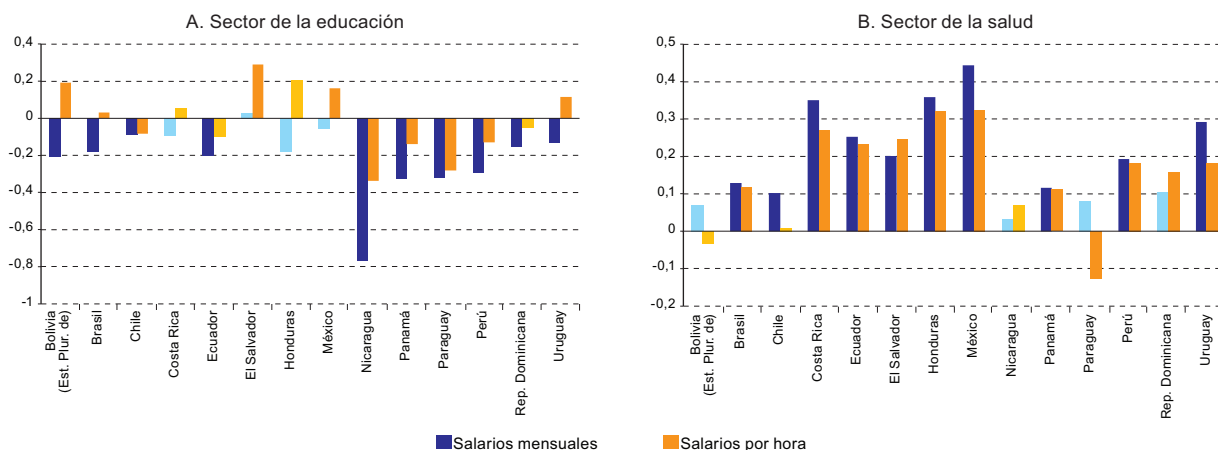 A. Sector de la educación
0,4
0,2
0
-0,2
-0,4
-0,6
-0,8
-1
Bolivia
(Est. Plur. de)
Brasil
Chile
Costa Rica
Ecuador
El Salvador
Honduras
México
Nicaragua
Panamá
Paraguay
Perú
Rep. Dominicana
Uruguay
B. Sector de la salud
0,5
0,4
0,3
0,2
0,1
0
-0,1
-0,2
Bolivia
(Est. Plur. de)
Brasil
Chile
Costa Rica
Ecuador
El Salvador
Honduras
México
Nicaragua
Panamá
Paraguay
Perú
Rep. Dominicana
Uruguay
Salarios mensuales
Salarios por hora